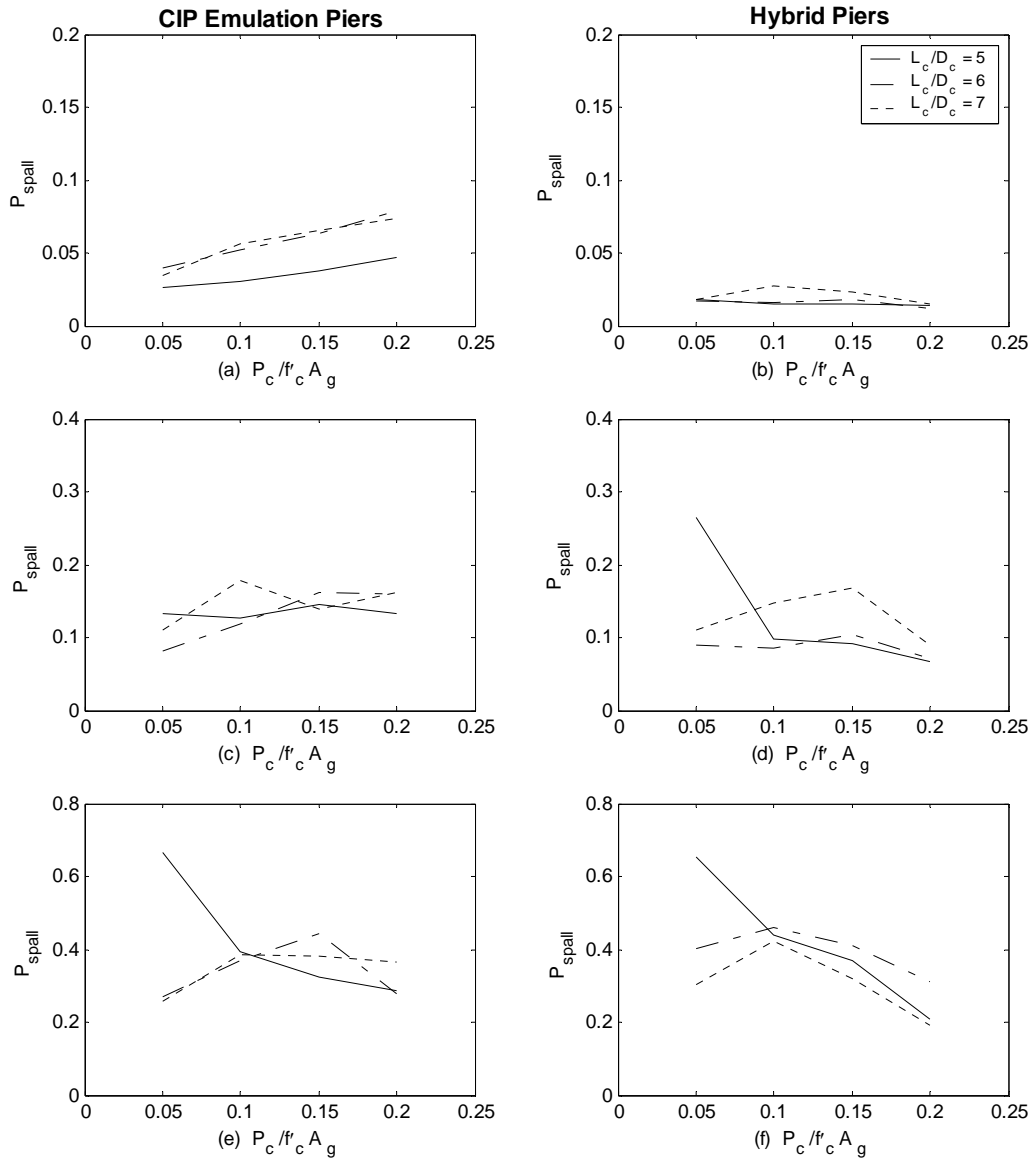 CIP Emulation Piers
Hybrid Piers
0.2
0.15
0.1
0.05
0
P_spall
0 0.05 0.1 0.15 0.2 0.25
(a) P_c/f'_c A_g
L_c/D_c = 5
L_c/D_c = 6
L_c/D_c = 7
0.2
0.15
0.1
0.05
0
P_spall
0 0.05 0.1 0.15 0.2 0.25
(b) P_c/f'_c A_g
0.4
0.3
0.2
0.1
0
P_spall
0 0.05 0.1 0.15 0.2 0.25
(c) P_c/f'_c A_g
0.4
0.3
0.2
0.1
0
P_spall
0 0.05 0.1 0.15 0.2 0.25
(d) P_c/f'_c A_g
0.8
0.6
0.4
0.2
0
P_spall
0 0.05 0.1 0.15 0.2 0.25
(e) P_c/f'_c A_g
0.8
0.6
0.4
0.2
0
P_spall
0 0.05 0.1 0.15 0.2 0.25
(f) P_c/f'_c A_g